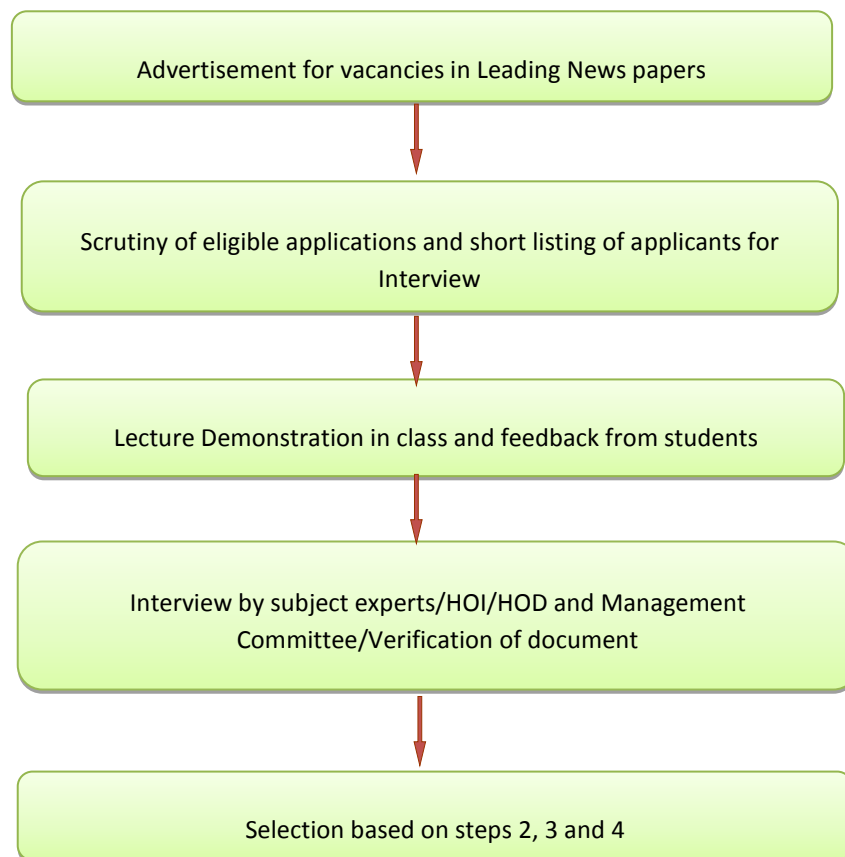 Advertisement for vacancies in Leading News papers
Scrutiny of eligible applications and short listing of applicants for
Interview
Lecture Demonstration in class and feedback from students
Interview by subject experts/HOI/HOD and Management
Committee/Verification of document
Selection based on steps 2, 3 and 4